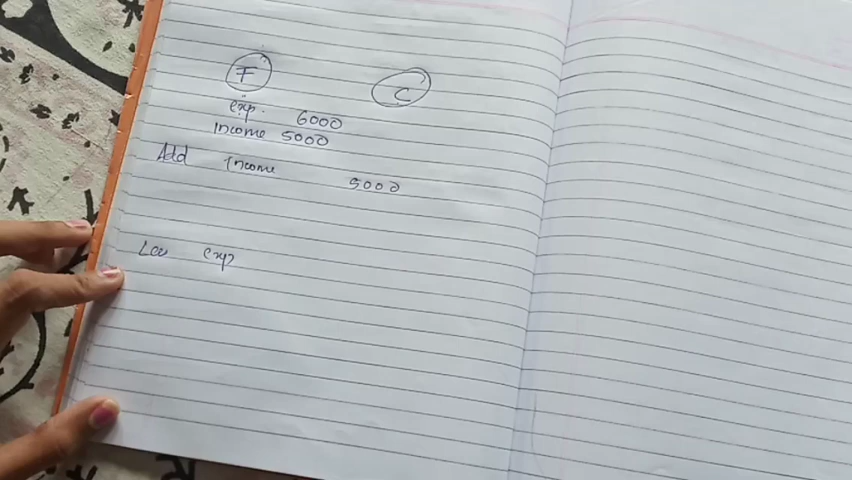 F C
exp. 6000
Income 5000
Add Income 5000
Less exp